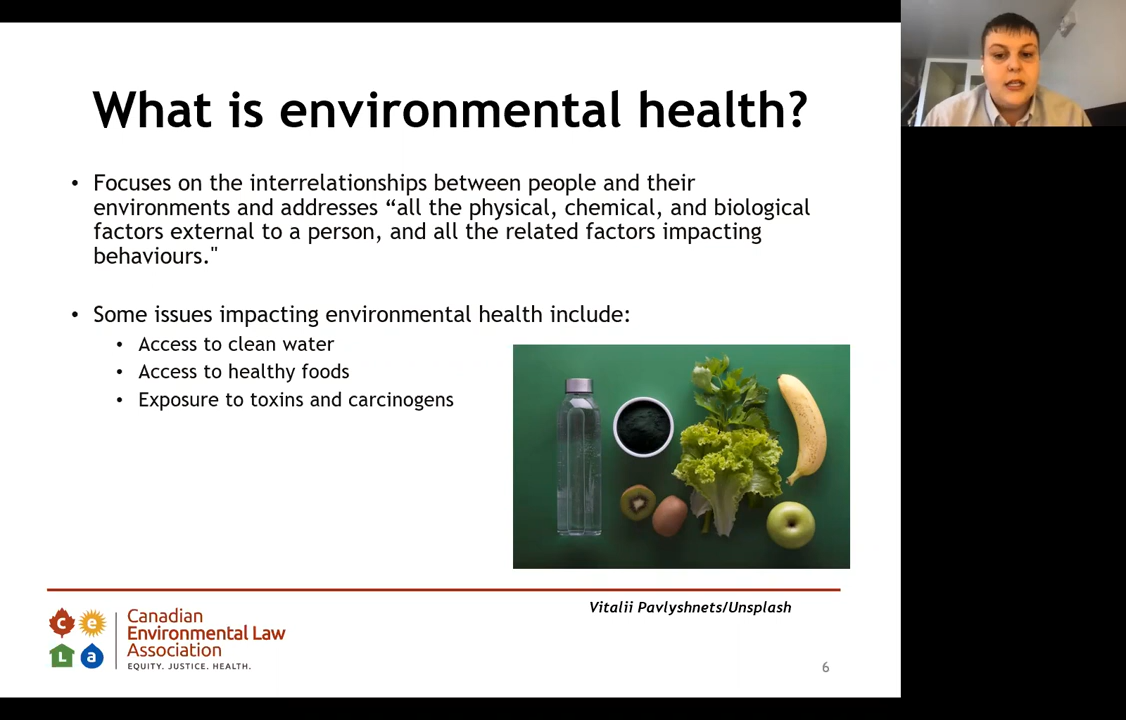 What is environmental health?
• Focuses on the interrelationships between people and their
environments and addresses “all the physical, chemical, and biological
factors external to a person, and all the related factors impacting
behaviours."
• Some issues impacting environmental health include:
• Access to clean water
• Access to healthy foods
• Exposure to toxins and carcinogens
Vitalii Pavlyshnets/Unsplash
c e L a
Canadian
Environmental Law
Association
EQUITY. JUSTICE. HEALTH.
6